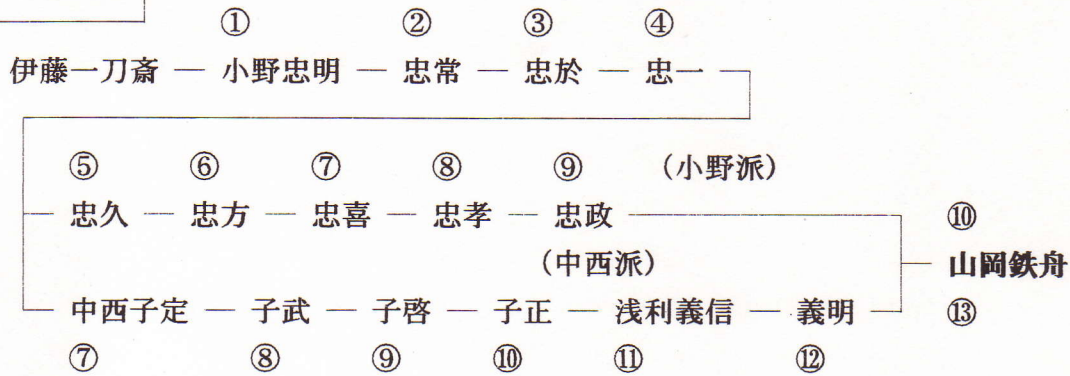 ① ② ③ ④
伊藤一刀斎 — 小野忠明 — 忠常 — 忠於 — 忠一
⑤ ⑥ ⑦ ⑧ ⑨ (小野派)
忠久 — 忠方 — 忠喜 — 忠孝 — 忠政 ⑩
(中西派) 山岡鉄舟
中西子定 — 子武 — 子啓 — 子正 — 浅利義信 — 義明 ⑬
⑦ ⑧ ⑨ ⑩ ⑪ ⑫